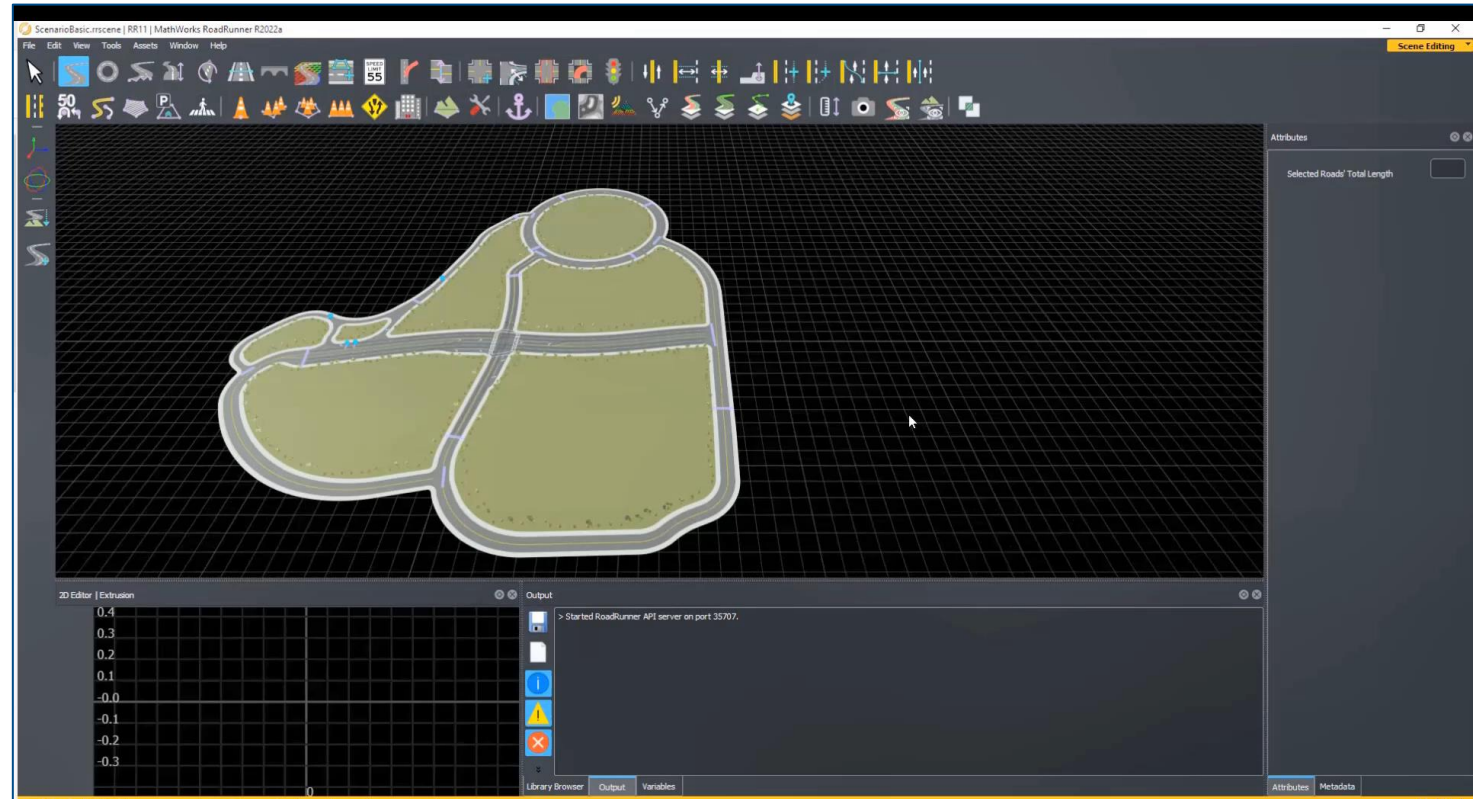 ScenarioBasic.rrscene | RR11 | MathWorks RoadRunner R2022a
File Edit View Tools Assets Window Help
Scene Editing
SPEED LIMIT 55
50
P
2D Editor | Extrusion
0.4
0.3
0.2
0.1
-0.0
-0.1
-0.2
-0.3
0
Output
> Started RoadRunner API server on port 35707.
Library Browser Output Variables
Attributes
Selected Roads' Total Length
Attributes Metadata